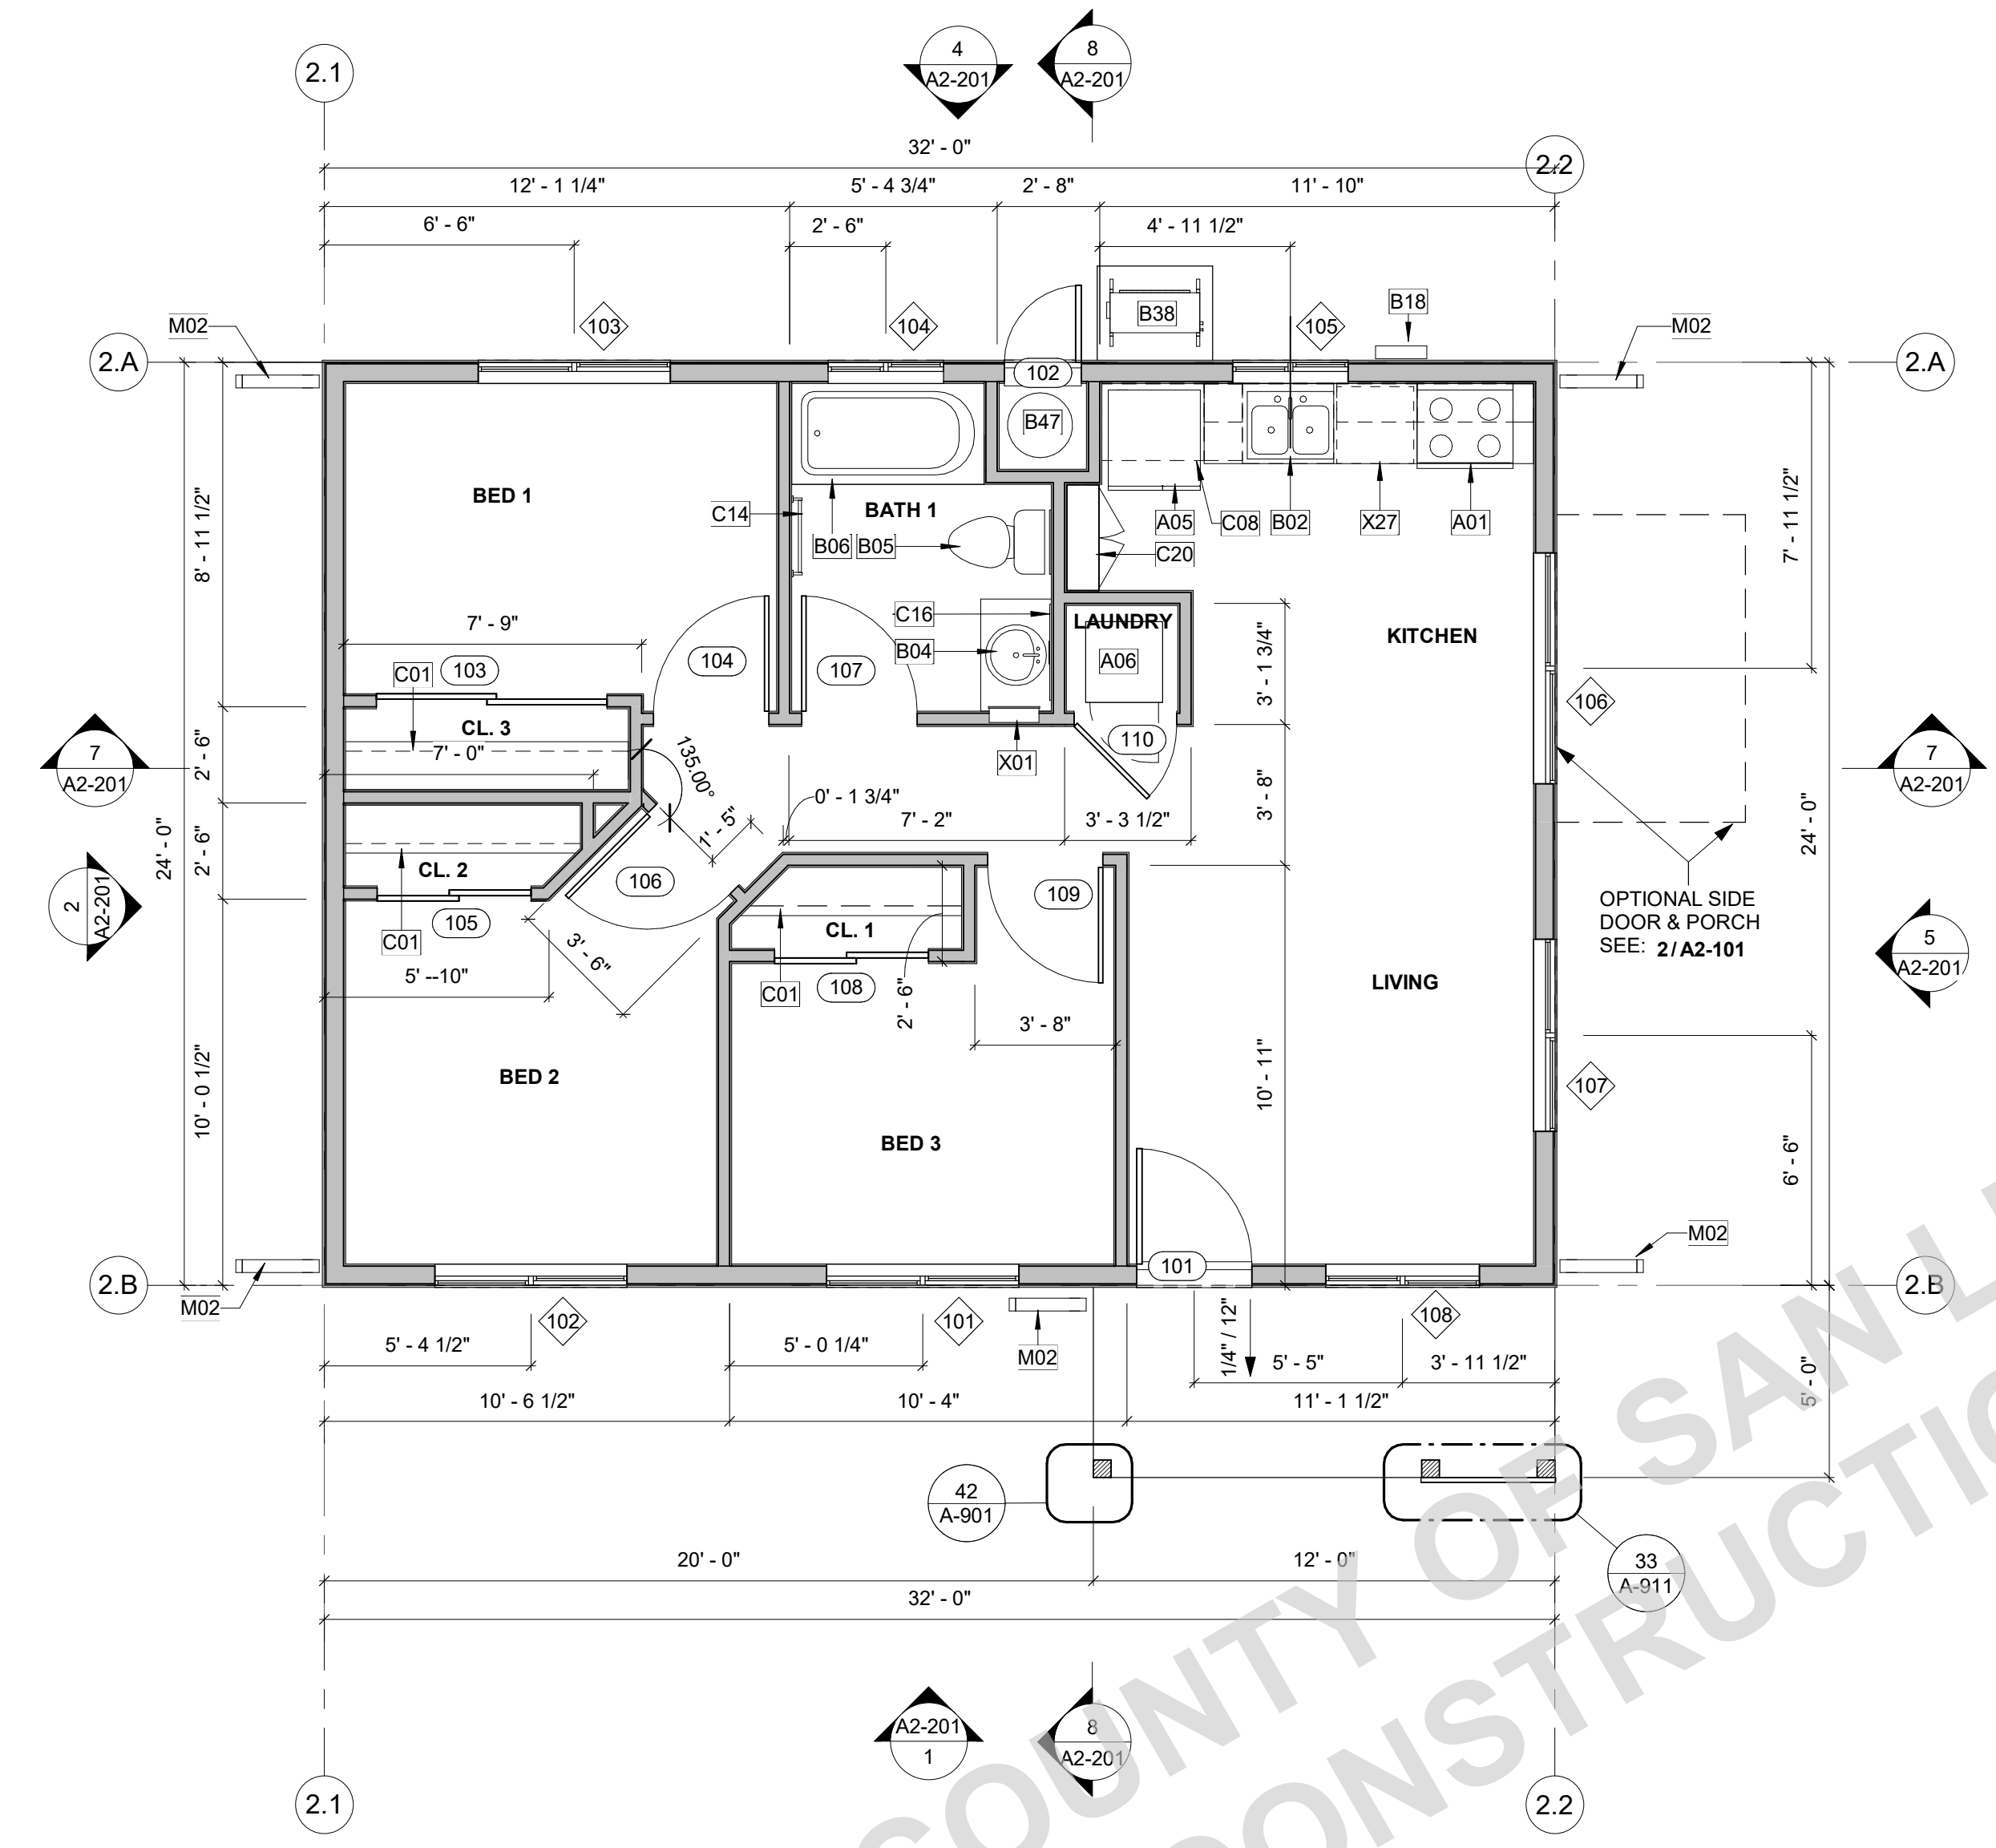 2.1
4
A2-201
8
A2-201
2.2
32' - 0"
12' - 1 1/4"
5' - 4 3/4"
2' - 8"
11' - 10"
6' - 6"
2' - 6"
4' - 11 1/2"
M02
103
104
B38
105
B18
M02
2.A
2.A
102
B47
8' - 11 1/2"
BED 1
C14
BATH 1
B06
B05
A05
C08
B02
X27
A01
C20
7' - 11 1/2"
7' - 9"
C01
103
104
107
C16
B04
LAUNDRY
A06
3' - 1 3/4"
KITCHEN
106
7
A2-201
2' - 6"
CL. 3
7' - 0"
135.00°
X01
110
7
A2-201
24' - 0"
2' - 6"
0' - 1 3/4"
1' - 5"
7' - 2"
3' - 3 1/2"
3' - 8"
24' - 0"
2
A2-201
CL. 2
106
109
C01
105
3' - 6"
CL. 1
OPTIONAL SIDE
DOOR & PORCH
SEE: 2 / A2-101
5
A2-201
5' --10"
C01
108
2' - 6"
3' - 8"
LIVING
10' - 0 1/2"
BED 2
BED 3
10' - 11"
107
6' - 6"
M02
2.B
101
2.B
M02
102
101
M02
108
5' - 4 1/2"
5' - 0 1/4"
1/4" / 12"
5' - 5"
3' - 11 1/2"
5' - 0"
10' - 6 1/2"
10' - 4"
11' - 1 1/2"
42
A-901
33
A-911
20' - 0"
12' - 0"
32' - 0"
A2-201
1
8
A2-201
2.1
2.2
COUNTY OF SAN